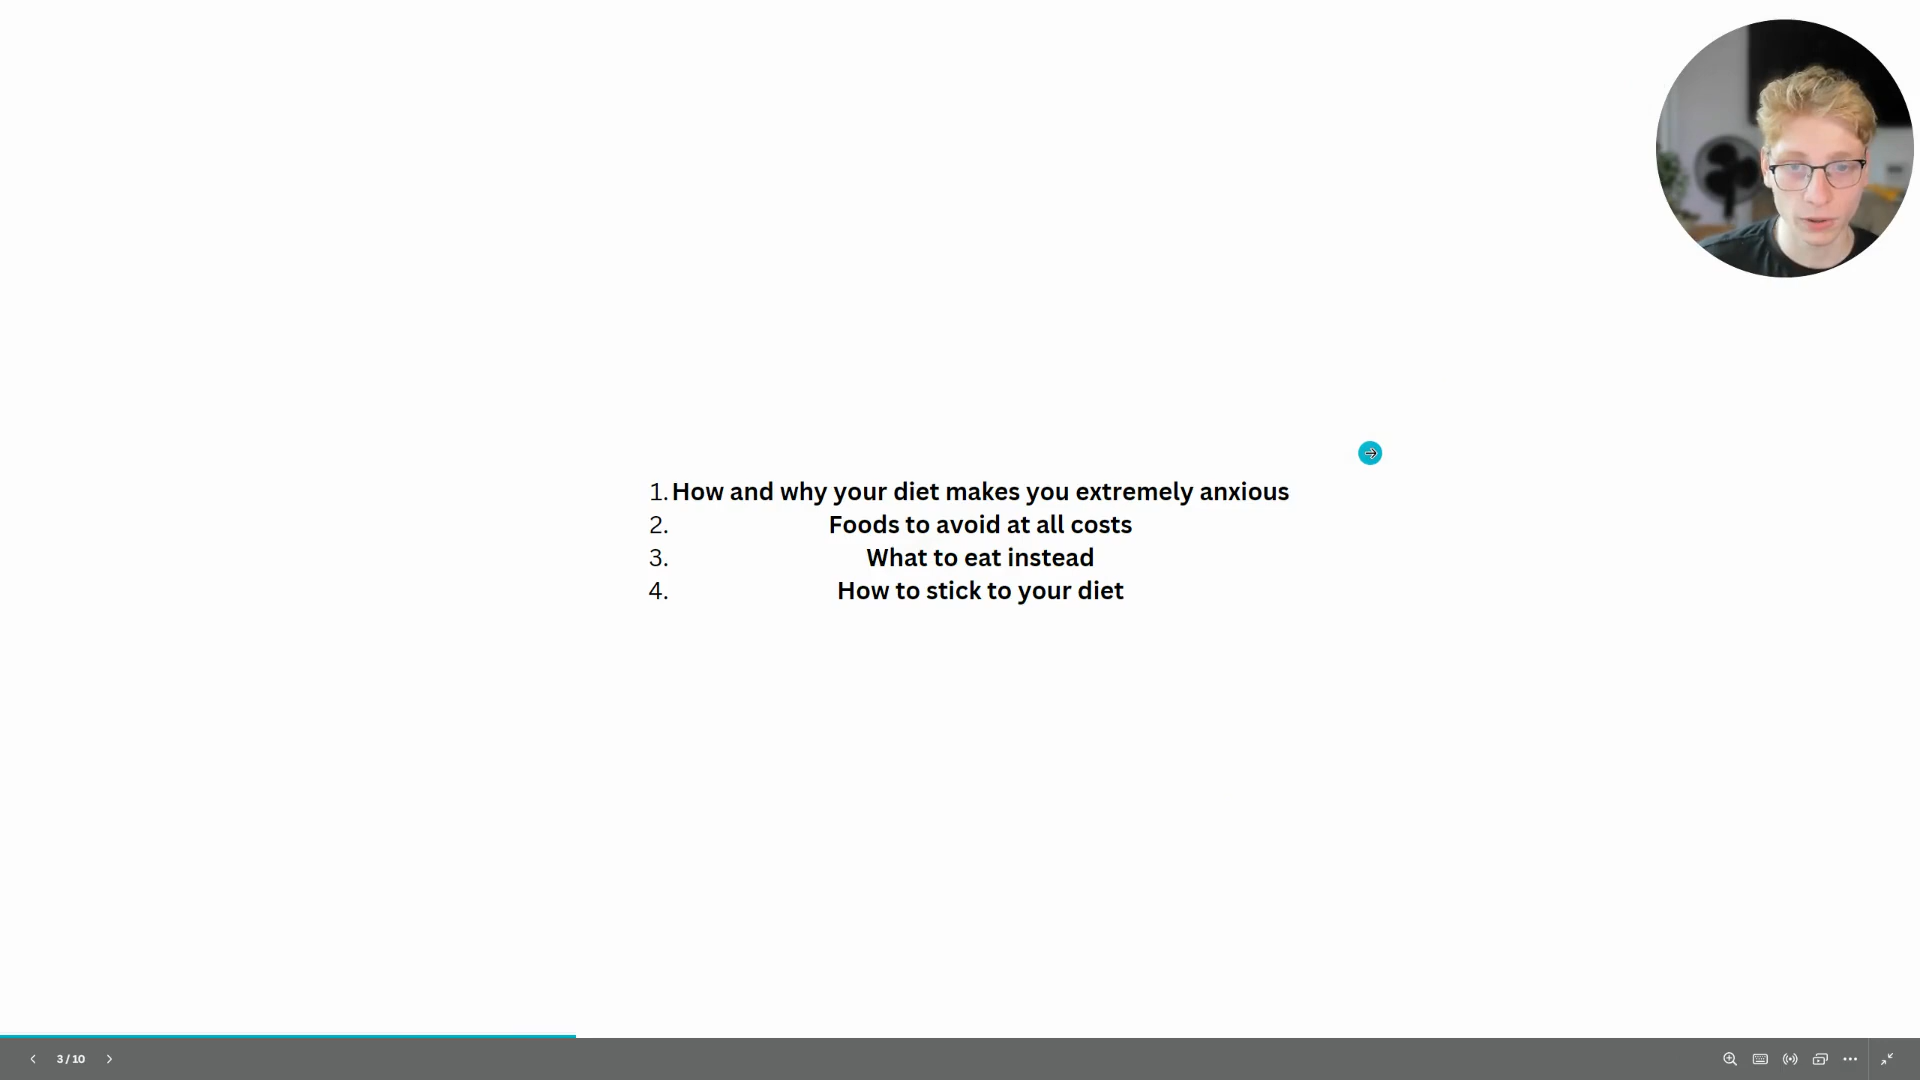 1. How and why your diet makes you extremely anxious
2. Foods to avoid at all costs
3. What to eat instead
4. How to stick to your diet
3 / 10